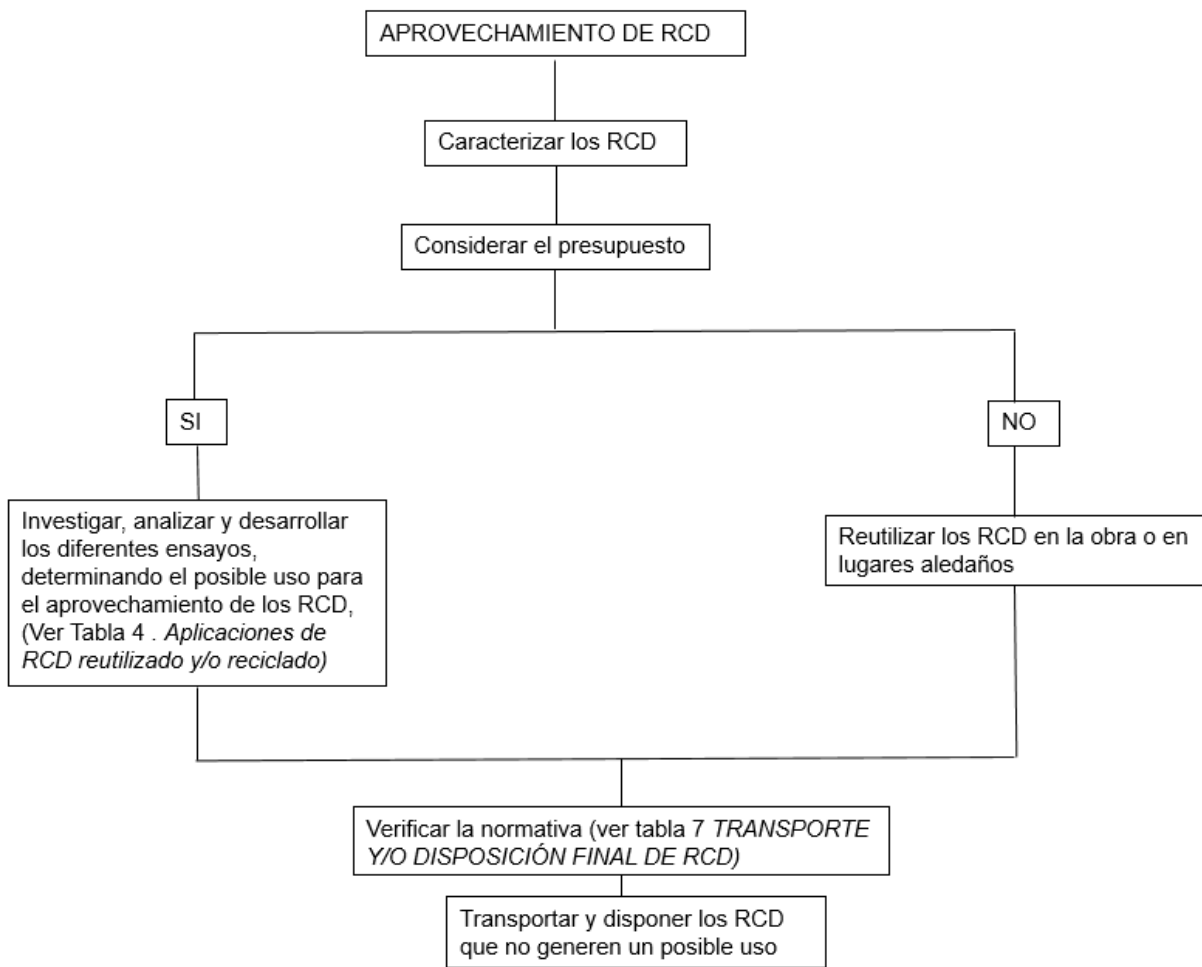 APROVECHAMIENTO DE RCD
Caracterizar los RCD
Considerar el presupuesto
SI
NO
Investigar, analizar y desarrollar
los diferentes ensayos,
determinando el posible uso para
el aprovechamiento de los RCD,
(Ver Tabla 4 . Aplicaciones de
RCD reutilizado y/o reciclado)
Reutilizar los RCD en la obra o en
lugares aledaños
Verificar la normativa (ver tabla 7 TRANSPORTE
Y/O DISPOSICIÓN FINAL DE RCD)
Transportar y disponer los RCD
que no generen un posible uso